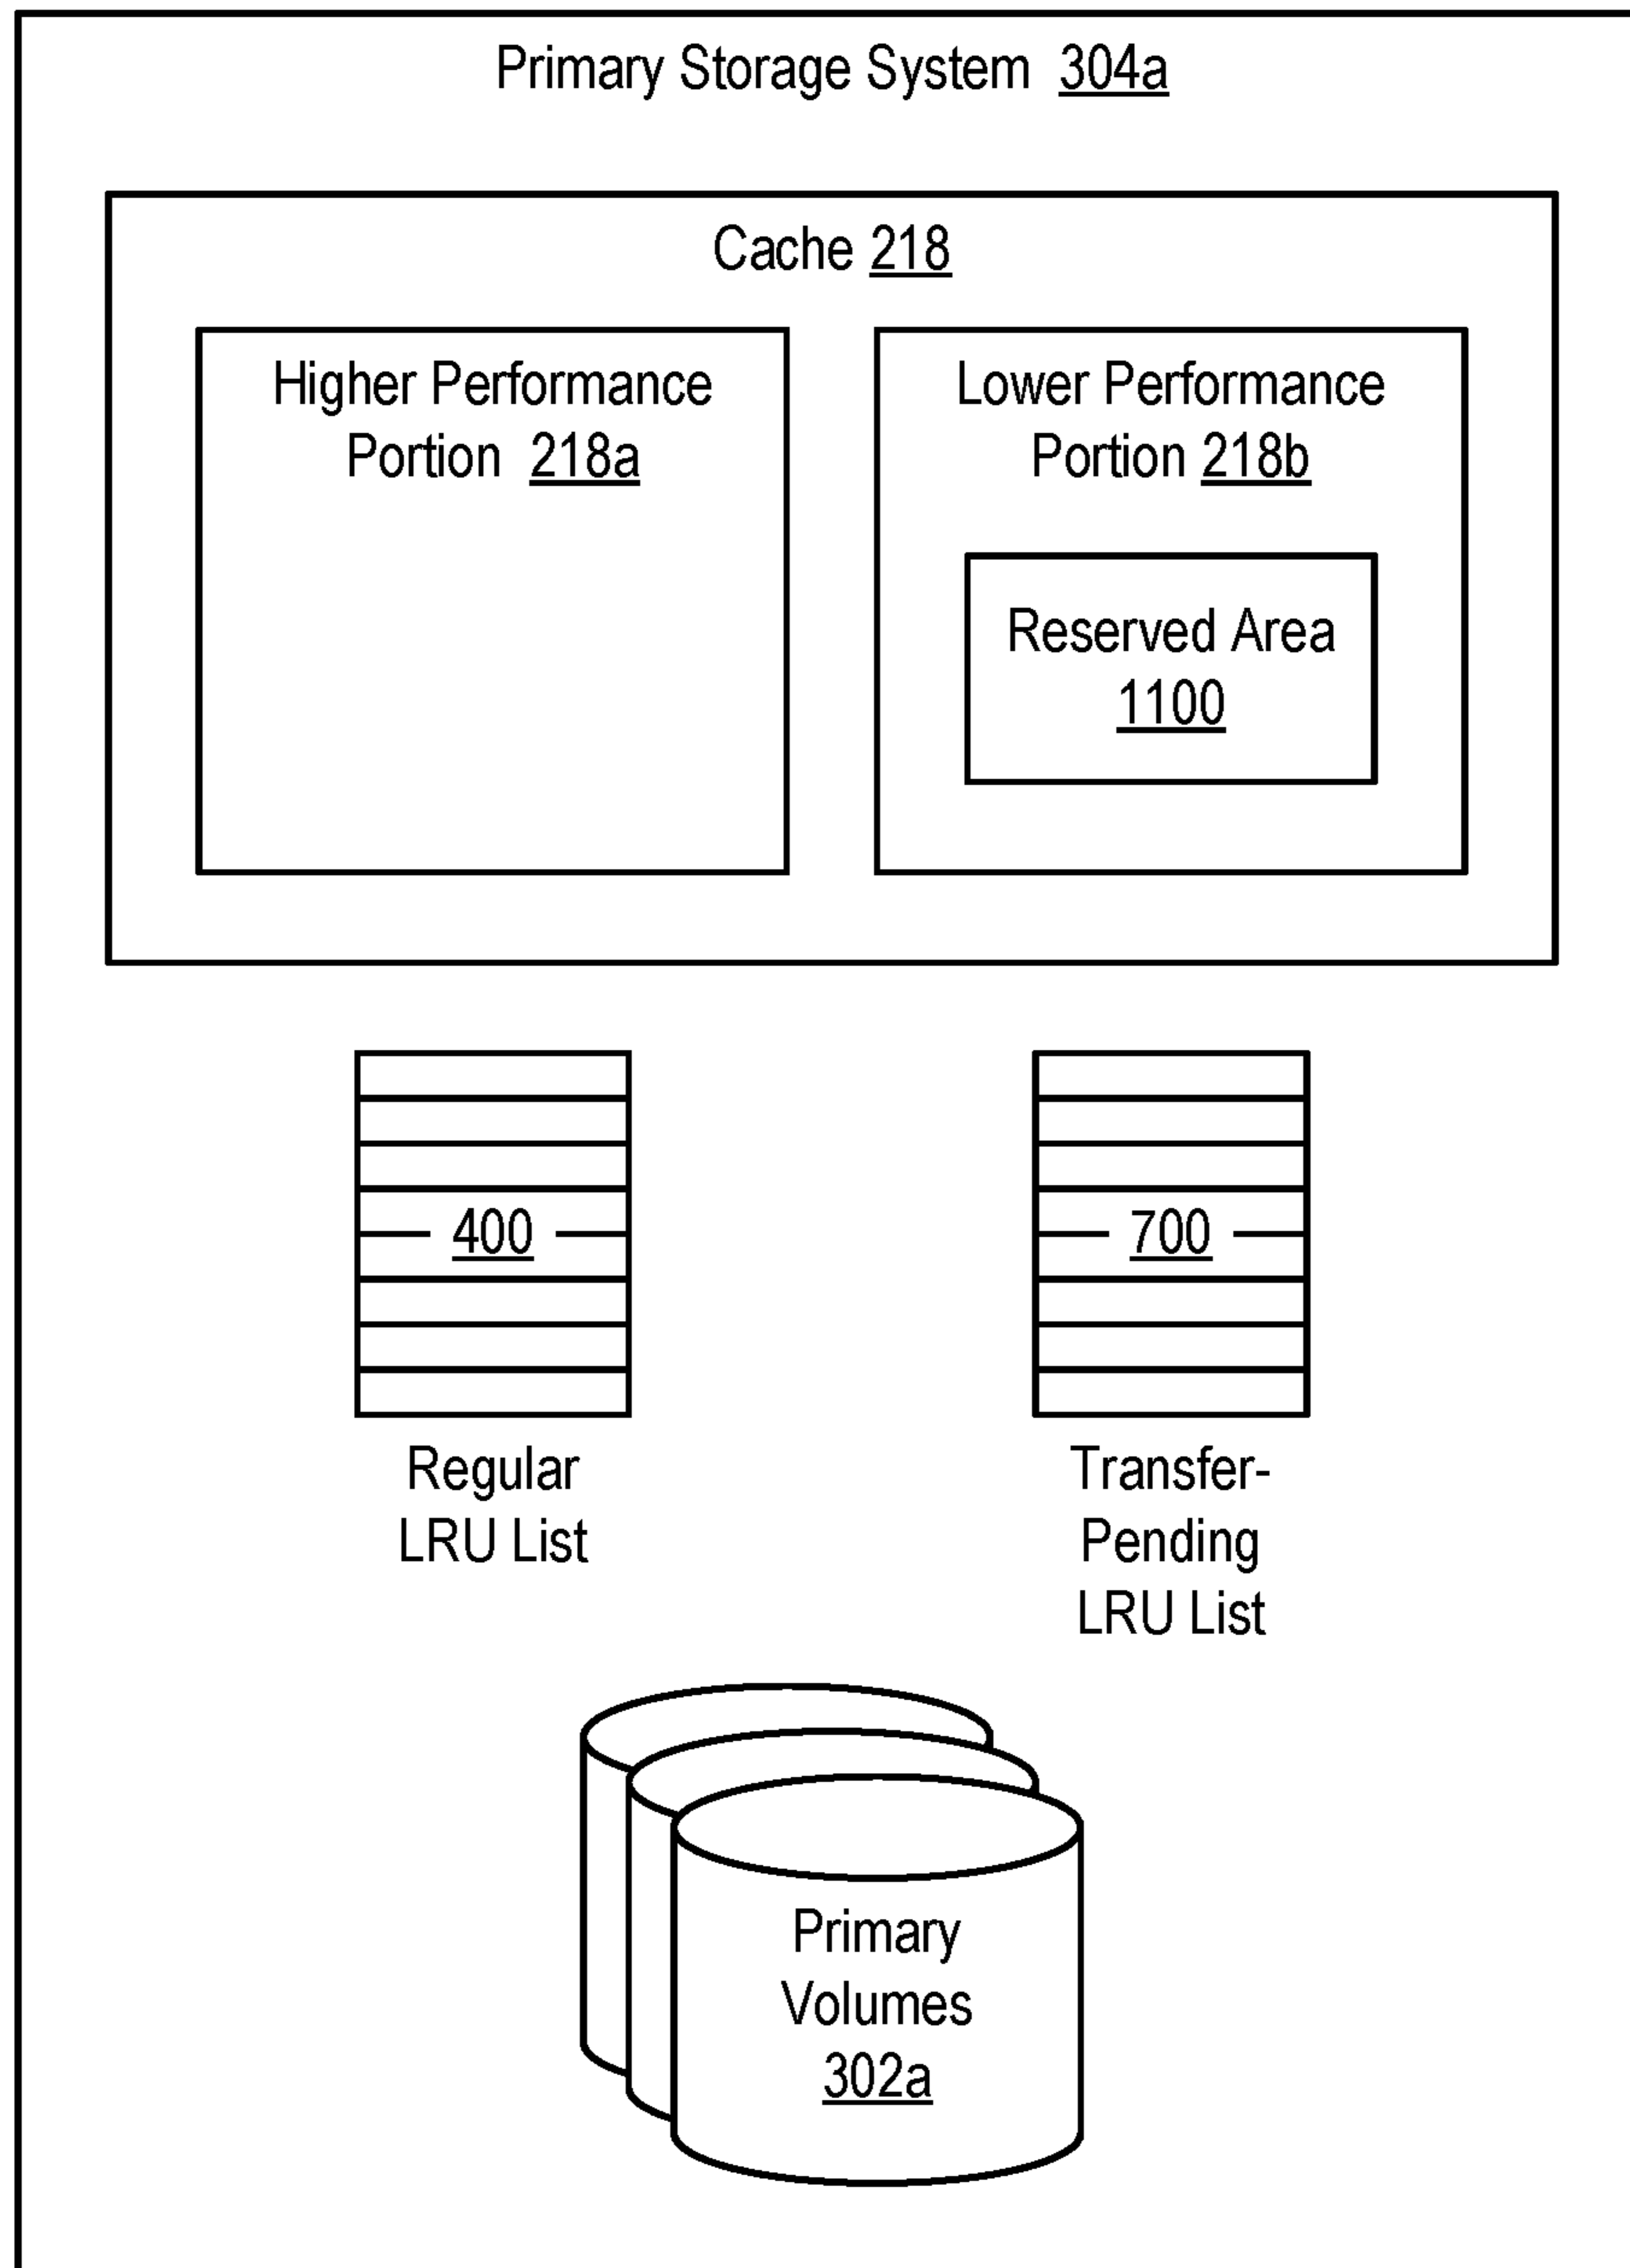 Primary Storage System 304a
Cache 218
Higher Performance
Portion 218a
Lower Performance
Portion 218b
Reserved Area
1100
400
700
Regular
LRU List
Transfer-
Pending
LRU List
Primary
Volumes
302a